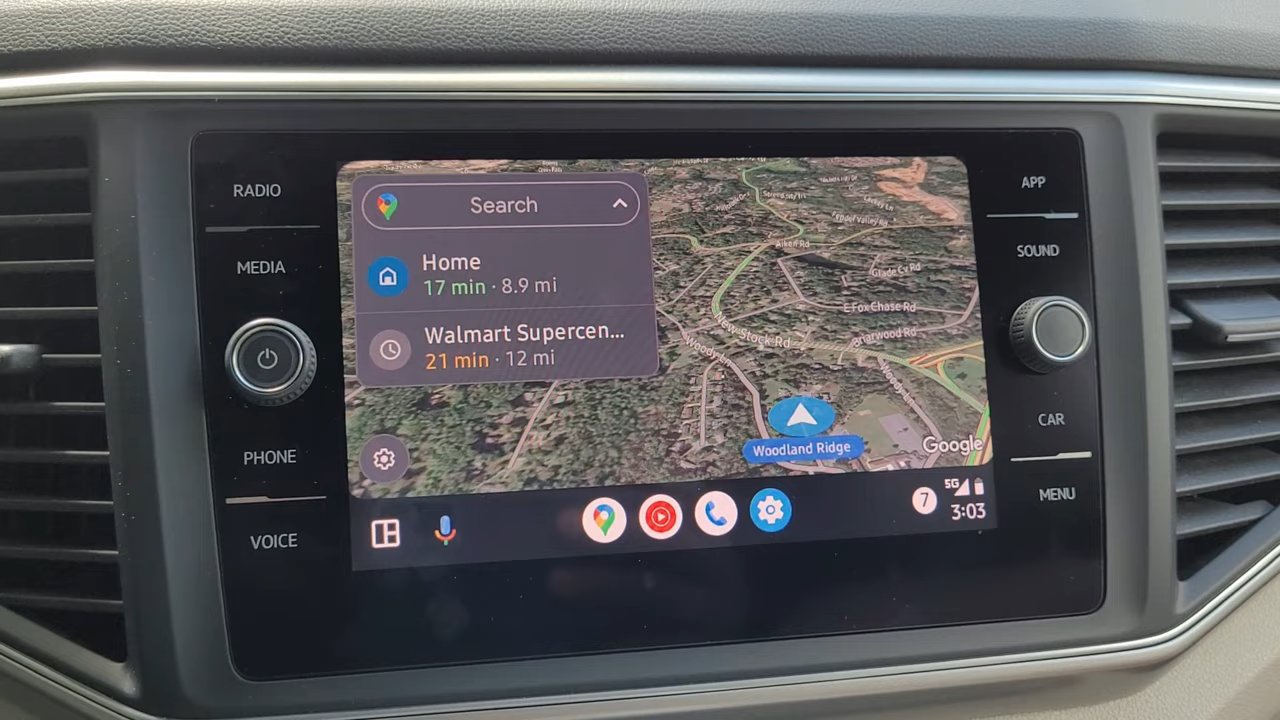 RADIO
MEDIA
PHONE
VOICE
Search
Home
17 min · 8.9 mi
Walmart Supercen...
21 min · 12 mi
Aiken Rd
Glade Cv Rd
E Fox Chase Rd
New Stock Rd
Briarwood Rd
Woodland Ridge
Google
7
5G
3:03
APP
SOUND
CAR
MENU